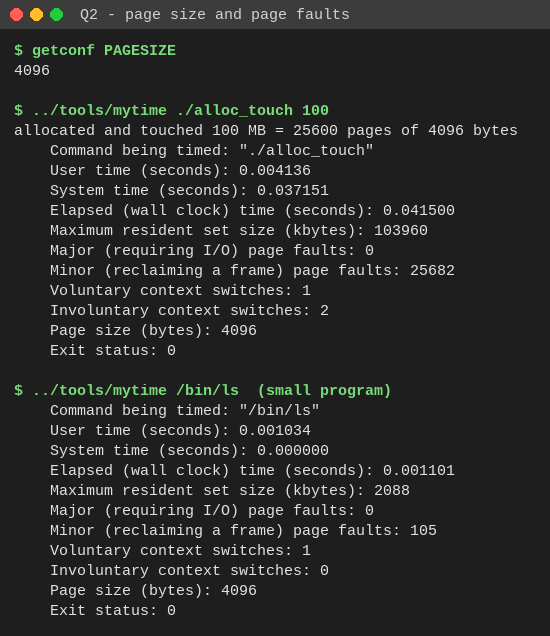 Q2 - page size and page faults
$ getconf PAGESIZE
4096
$ ../tools/mytime ./alloc_touch 100
allocated and touched 100 MB = 25600 pages of 4096 bytes
    Command being timed: "./alloc_touch"
    User time (seconds): 0.004136
    System time (seconds): 0.037151
    Elapsed (wall clock) time (seconds): 0.041500
    Maximum resident set size (kbytes): 103960
    Major (requiring I/O) page faults: 0
    Minor (reclaiming a frame) page faults: 25682
    Voluntary context switches: 1
    Involuntary context switches: 2
    Page size (bytes): 4096
    Exit status: 0
$ ../tools/mytime /bin/ls  (small program)
    Command being timed: "/bin/ls"
    User time (seconds): 0.001034
    System time (seconds): 0.000000
    Elapsed (wall clock) time (seconds): 0.001101
    Maximum resident set size (kbytes): 2088
    Major (requiring I/O) page faults: 0
    Minor (reclaiming a frame) page faults: 105
    Voluntary context switches: 1
    Involuntary context switches: 0
    Page size (bytes): 4096
    Exit status: 0